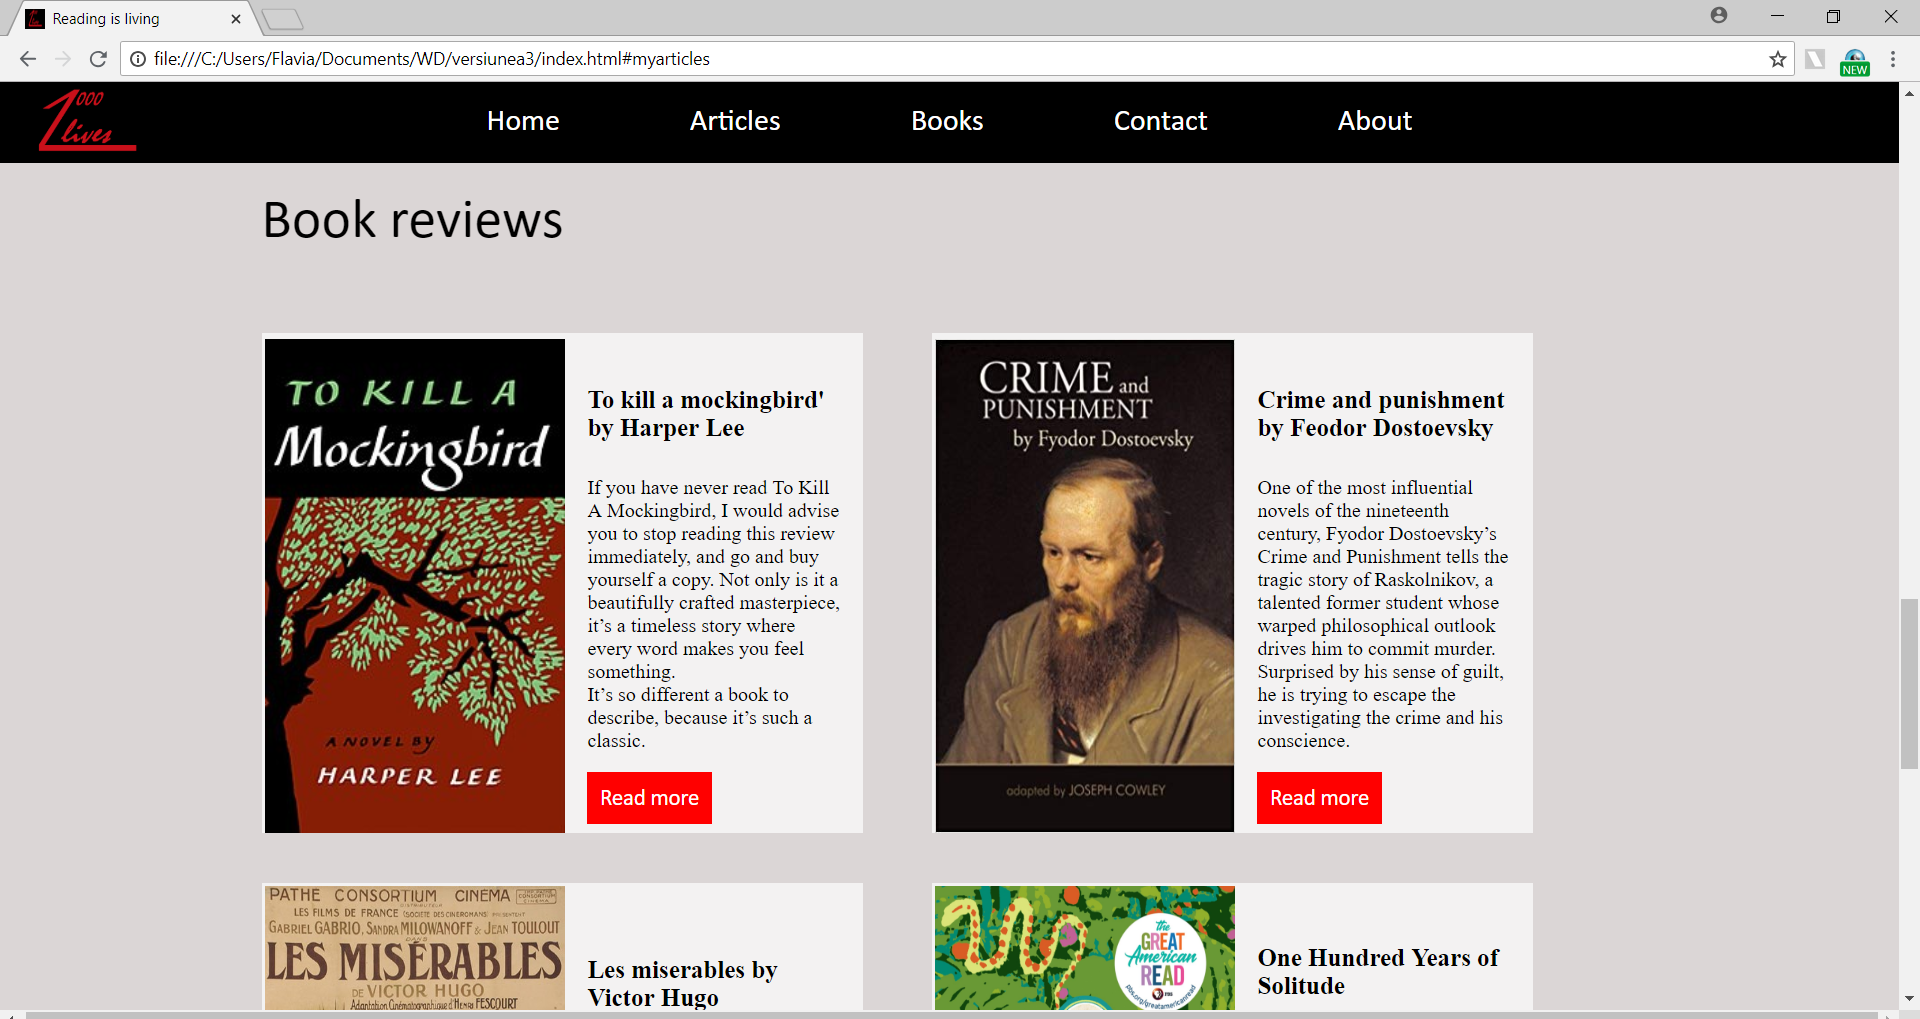 Reading is living
file:///C:/Users/Flavia/Documents/WD/versiunea3/index.html#myarticles
NEW
1000
lives
Home
Articles
Books
Contact
About
Book reviews
TO KILL A
Mockingbird
A NOVEL BY
HARPER LEE
To kill a mockingbird'
by Harper Lee
If you have never read To Kill
A Mockingbird, I would advise
you to stop reading this review
immediately, and go and buy
yourself a copy. Not only is it a
beautifully crafted masterpiece,
it’s a timeless story where
every word makes you feel
something.
It’s so different a book to
describe, because it’s such a
classic.
Read more
CRIME and
PUNISHMENT
by Fyodor Dostoevsky
adapted by JOSEPH COWLEY
Crime and punishment
by Feodor Dostoevsky
One of the most influential
novels of the nineteenth
century, Fyodor Dostoevsky’s
Crime and Punishment tells the
tragic story of Raskolnikov, a
talented former student whose
warped philosophical outlook
drives him to commit murder.
Surprised by his sense of guilt,
he is trying to escape the
investigating the crime and his
conscience.
Read more
PATHE CONSORTIUM CINEMA
LES FILMS DE FRANCE (SOCIETE DES CINEROMANS) PRESENTENT
GABRIEL GABRIO, SANDRA MILOWANOFF & JEAN TOULOUT
DANS
LES MISÉRABLES
DE VICTOR HUGO
Adaptation Cinématographique d'HENRI FESCOURT
Les miserables by
Victor Hugo
the
GREAT
American
READ
PBS
pbs.org/greatamericanread
One Hundred Years of
Solitude